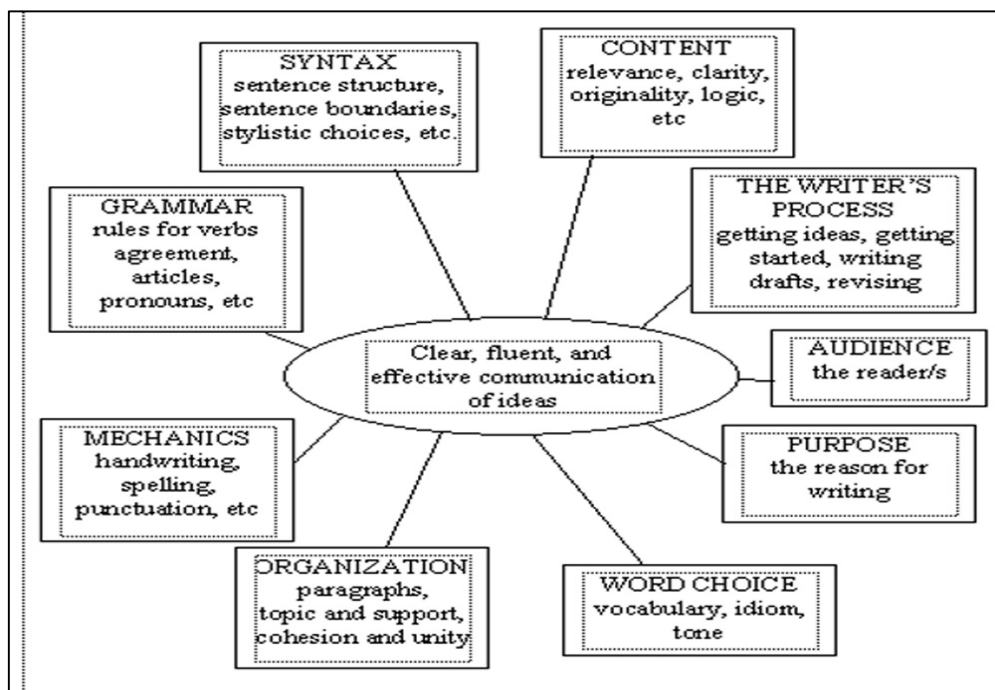 SYNTAX
sentence structure,
sentence boundaries,
stylistic choices, etc.
CONTENT
relevance, clarity,
originality, logic,
etc
GRAMMAR
rules for verbs
agreement,
articles,
pronouns, etc
THE WRITER'S
PROCESS
getting ideas, getting
started, writing
drafts, revising
Clear, fluent, and
effective communication
of ideas
AUDIENCE
the reader/s
MECHANICS
handwriting,
spelling,
punctuation, etc
PURPOSE
the reason for
writing
ORGANIZATION
paragraphs,
topic and support,
cohesion and unity
WORD CHOICE
vocabulary, idiom,
tone